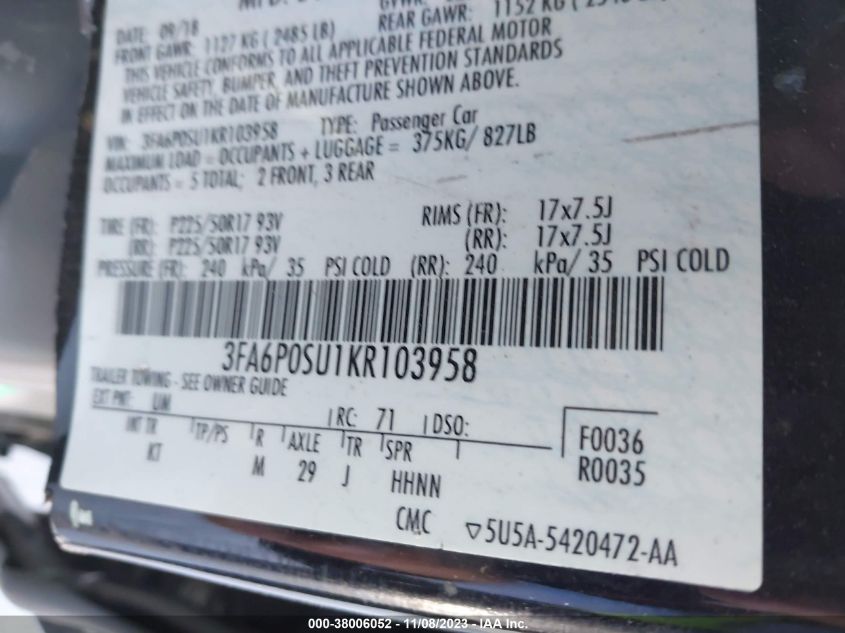 DATE: 09/18
REAR GAWR: 1152 KG
FRONT GAWR: 1127 KG ( 2485 LB)
THIS VEHICLE CONFORMS TO ALL APPLICABLE FEDERAL MOTOR
VEHICLE SAFETY, BUMPER, AND THEFT PREVENTION STANDARDS
IN EFFECT ON THE DATE OF MANUFACTURE SHOWN ABOVE.
VIN: 3FA6P0SU1KR103958 TYPE: Passenger Car
MAXIMUM LOAD = OCCUPANTS + LUGGAGE = 375KG/ 827LB
OCCUPANTS = 5 TOTAL; 2 FRONT, 3 REAR
TIRE (FR): P225/50R17 93V RIMS (FR): 17x7.5J
(RR): P225/50R17 93V (RR): 17x7.5J
PRESSURE (FR): 240 kPa/ 35 PSI COLD (RR): 240 kPa/ 35 PSI COLD
3FA6P0SU1KR103958
TRAILER TOWING - SEE OWNER GUIDE
EXT PNT: UM RC: 71 DSO:
INT TR TP/PS R AXLE TR SPR F0036
KT M 29 J HHNN R0035
CMC 5U5A-5420472-AA
000-38006052 - 11/08/2023 - IAA Inc.